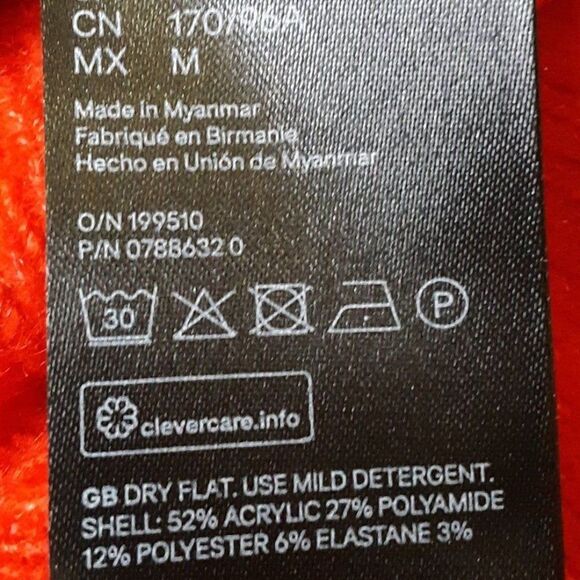 CN 170/96A
MX M
Made in Myanmar
Fabriqué en Birmanie
Hecho en Unión de Myanmar
O/N 199510
P/N 0788632 0
30 P
clevercare.info
GB DRY FLAT. USE MILD DETERGENT.
SHELL: 52% ACRYLIC 27% POLYAMIDE
12% POLYESTER 6% ELASTANE 3%